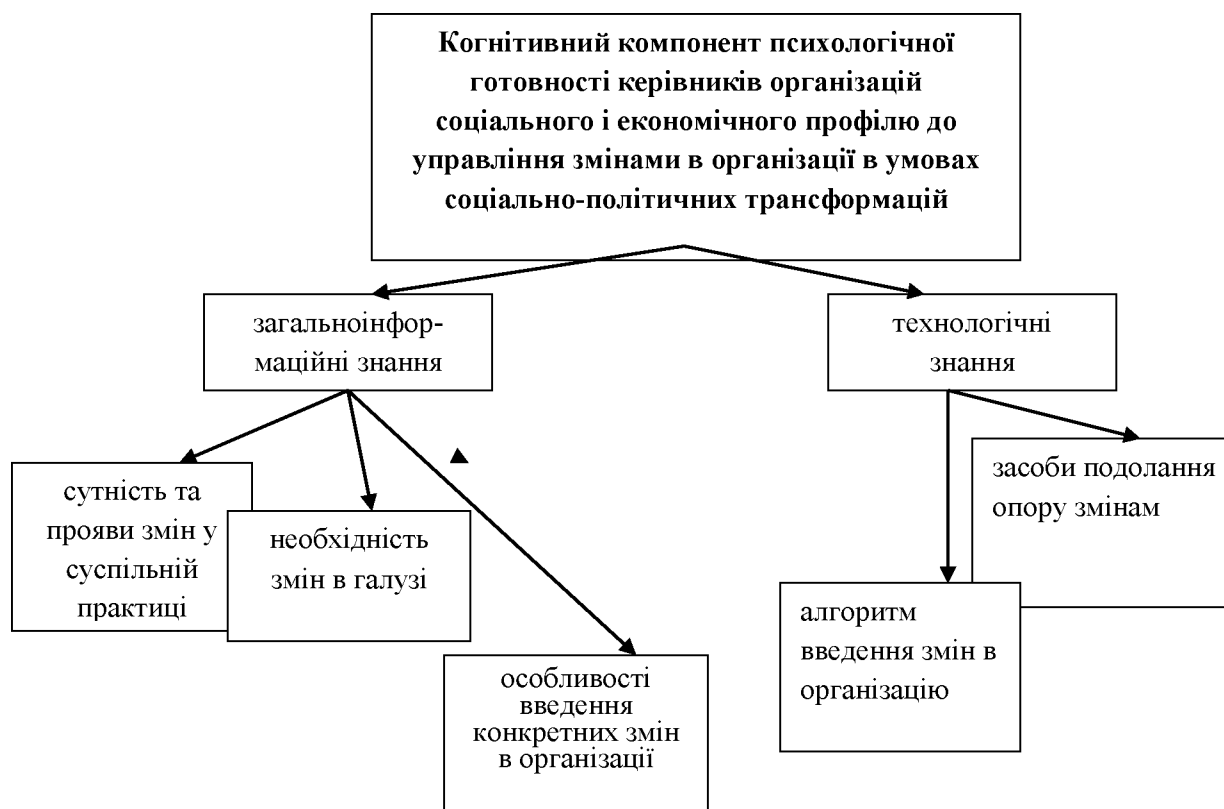 Когнітивний компонент психологічної
готовності керівників організацій
соціального і економічного профілю до
управління змінами в організації в умовах
соціально-політичних трансформацій
загальноінфор-
маційні знання
технологічні
знання
сутність та
прояви змін у
суспільній
практиці
необхідність
змін в галузі
особливості
введення
конкретних змін
в організації
засоби подолання
опору змінам
алгоритм
введення змін в
організацію